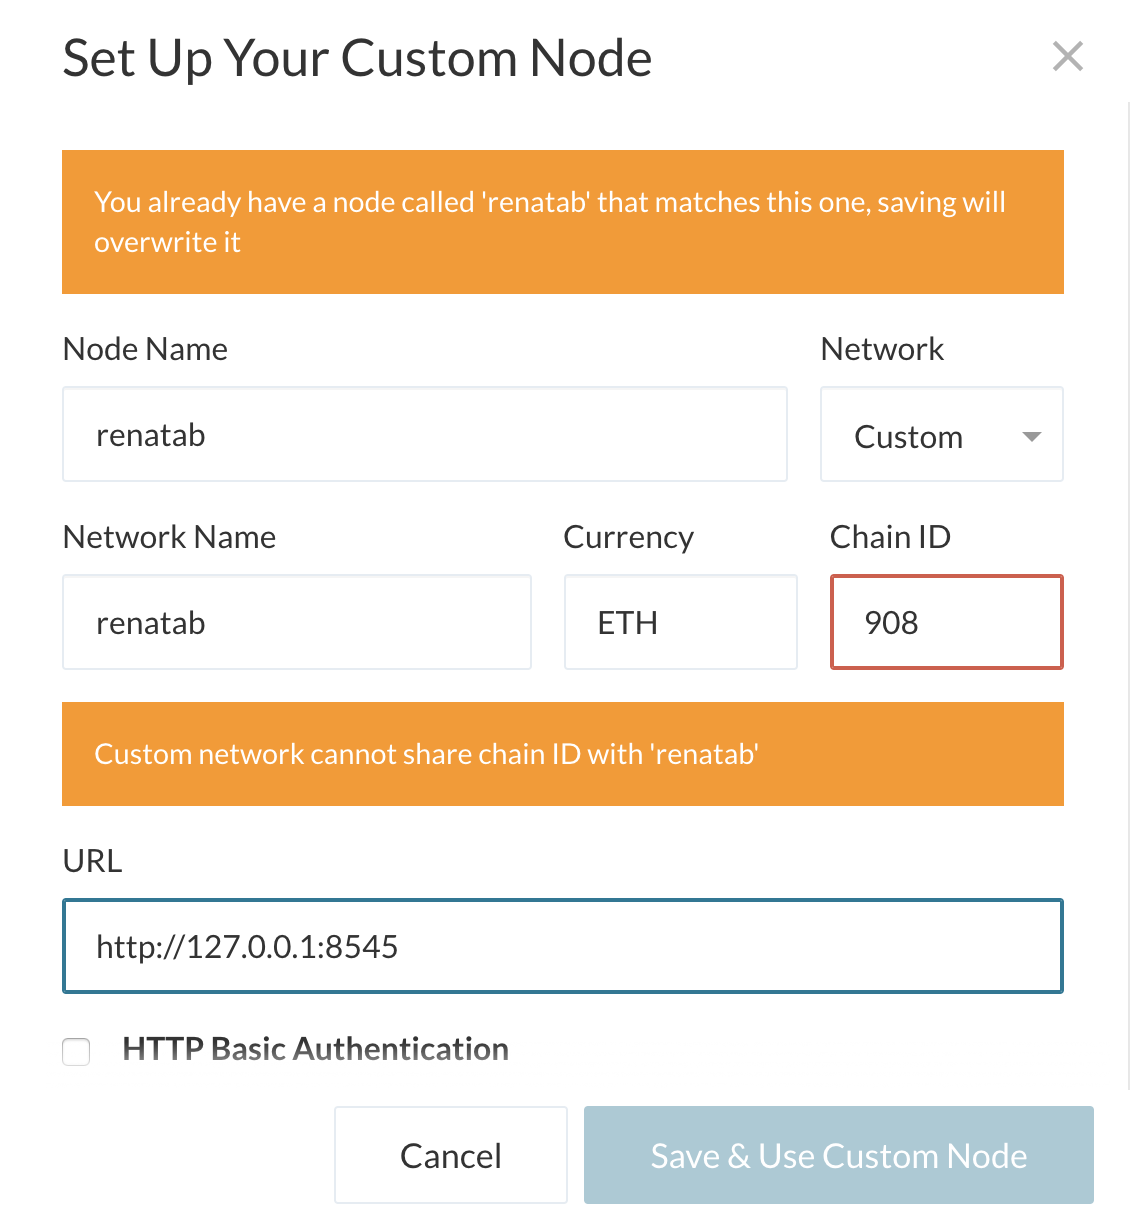 Set Up Your Custom Node
You already have a node called 'renatab' that matches this one, saving will
overwrite it
Node Name
Network
renatab
Custom
Network Name
Currency
Chain ID
renatab
ETH
908
Custom network cannot share chain ID with 'renatab'
URL
http://127.0.0.1:8545
HTTP Basic Authentication
Cancel
Save & Use Custom Node